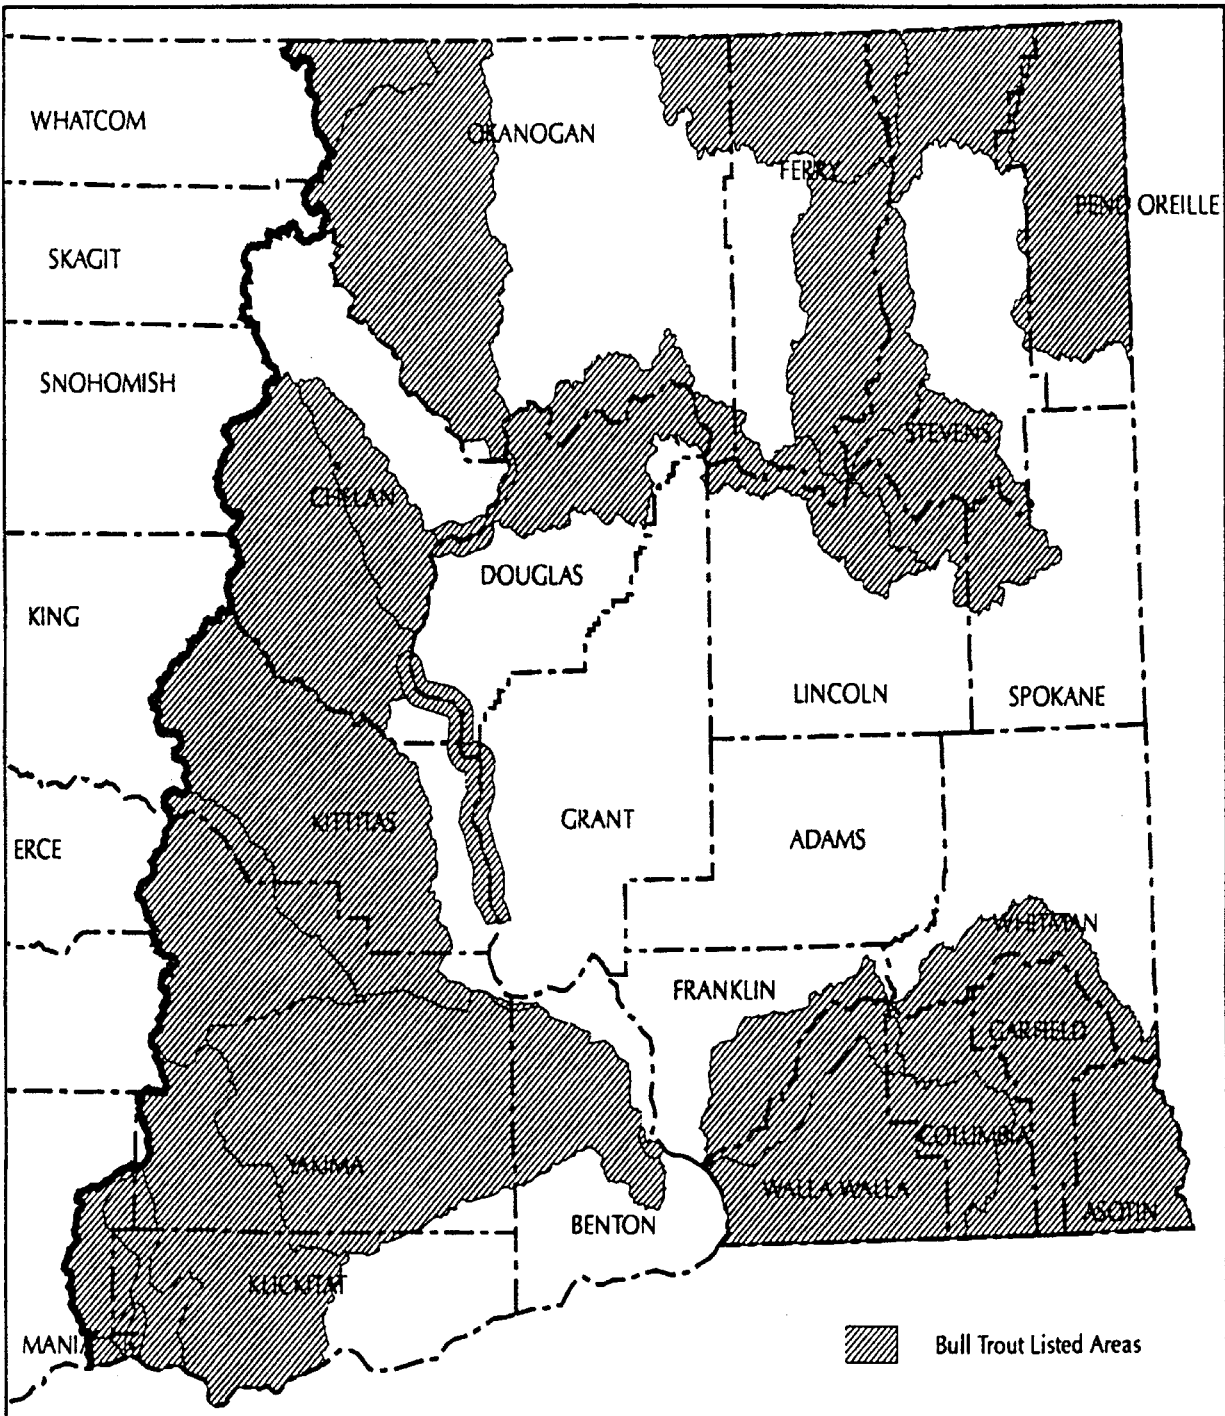 WHATCOM
OKANOGAN
FERRY
PEND OREILLE
SKAGIT
SNOHOMISH
STEVENS
CHELAN
DOUGLAS
KING
LINCOLN
SPOKANE
KITTITAS
GRANT
ADAMS
ERCE
WHITMAN
FRANKLIN
GARFIELD
COLUMBIA
YAKIMA
WALLA WALLA
ASOTIN
BENTON
KLICKITAT
MANIA
Bull Trout Listed Areas